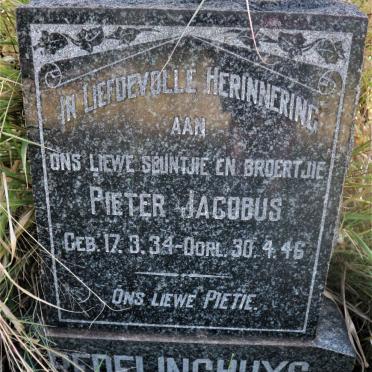 IN LIEFDEVOLLE HERINNERING
AAN
ONS LIEWE SEUNTJIE EN BROERTJIE
PIETER JACOBUS
GEB. 17. 3. 34 - OORL. 30. 4. 46
ONS LIEWE PIETIE.
BEDELINGHUYS